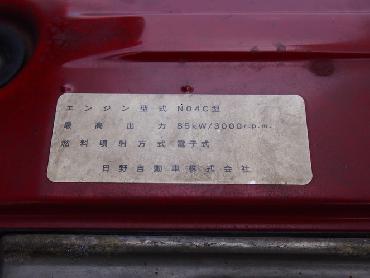 エンジン型式 N04C型
最高出力 85kW/3000r.p.m.
燃料噴射方式 電子式
日野自動車株式会社